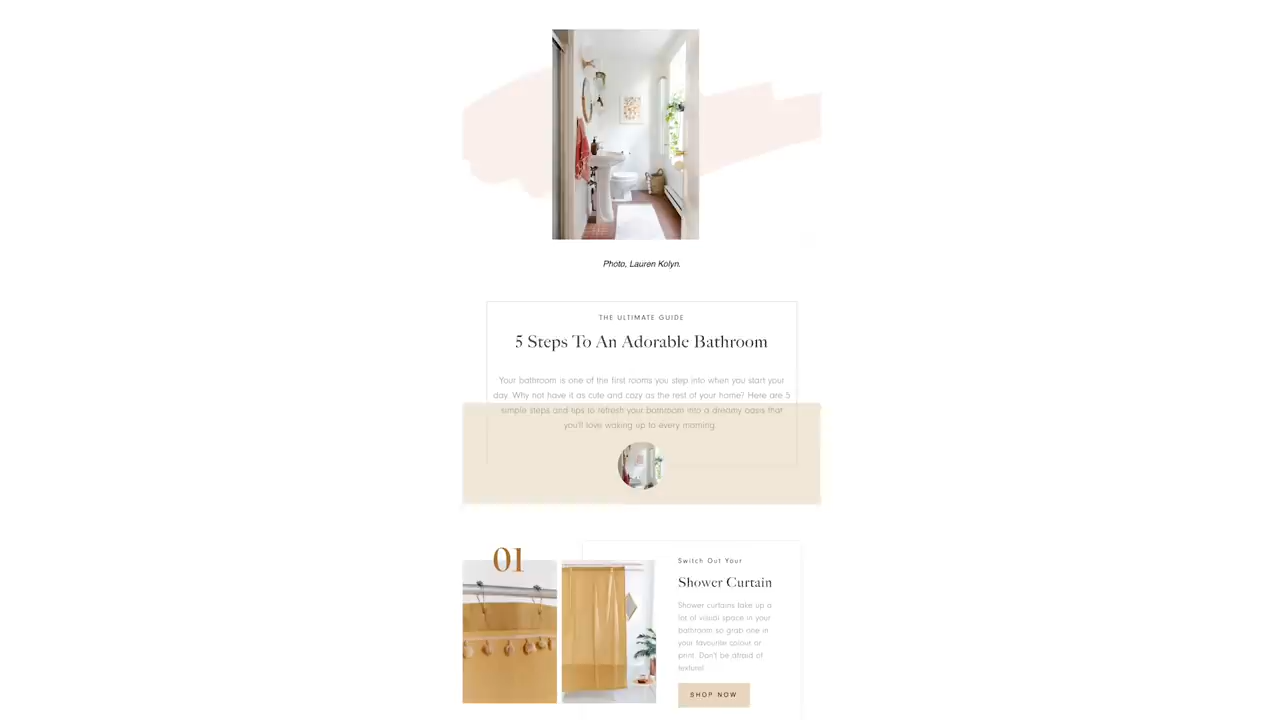 Photo, Lauren Kolyn.
THE ULTIMATE GUIDE
5 Steps To An Adorable Bathroom
Your bathroom is one of the first rooms you step into when you start your
day. Why not have it as cute and cozy as the rest of your home? Here are 5
simple steps and tips to refresh your bathroom into a dreamy oasis that
you'll love waking up to every morning.
01
Switch Out Your
Shower Curtain
Shower curtains take up a
lot of visual space in your
bathroom so grab one in
your favourite colour or
print. Don't be afraid of
texture!
SHOP NOW